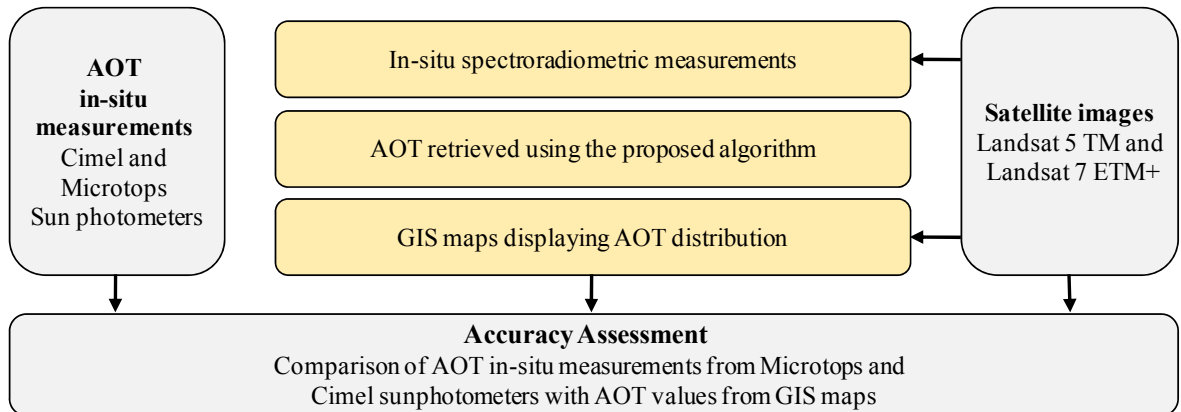 AOT
in-situ
measurements
Cimel and
Microtops
Sun photometers
In-situ spectroradiometric measurements
AOT retrieved using the proposed algorithm
GIS maps displaying AOT distribution
Satellite images
Landsat 5 TM and
Landsat 7 ETM+
Accuracy Assessment
Comparison of AOT in-situ measurements from Microtops and
Cimel sunphotometers with AOT values from GIS maps